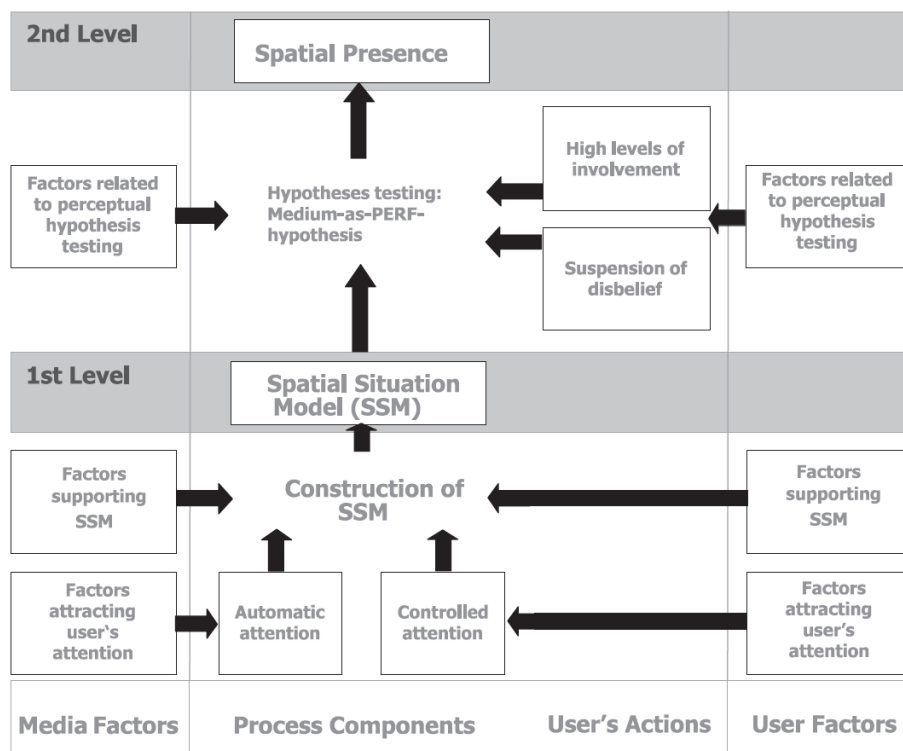 2nd Level
Spatial Presence
High levels of
involvement
Factors related
to perceptual
hypothesis
testing
Hypotheses testing:
Medium-as-PERF-
hypothesis
Factors related
to perceptual
hypothesis
testing
Suspension of
disbelief
1st Level
Spatial Situation
Model (SSM)
Factors
supporting
SSM
Construction of
SSM
Factors
supporting
SSM
Factors
attracting
user‘s
attention
Automatic
attention
Controlled
attention
Factors
attracting
user’s
attention
Media Factors
Process Components
User’s Actions
User Factors